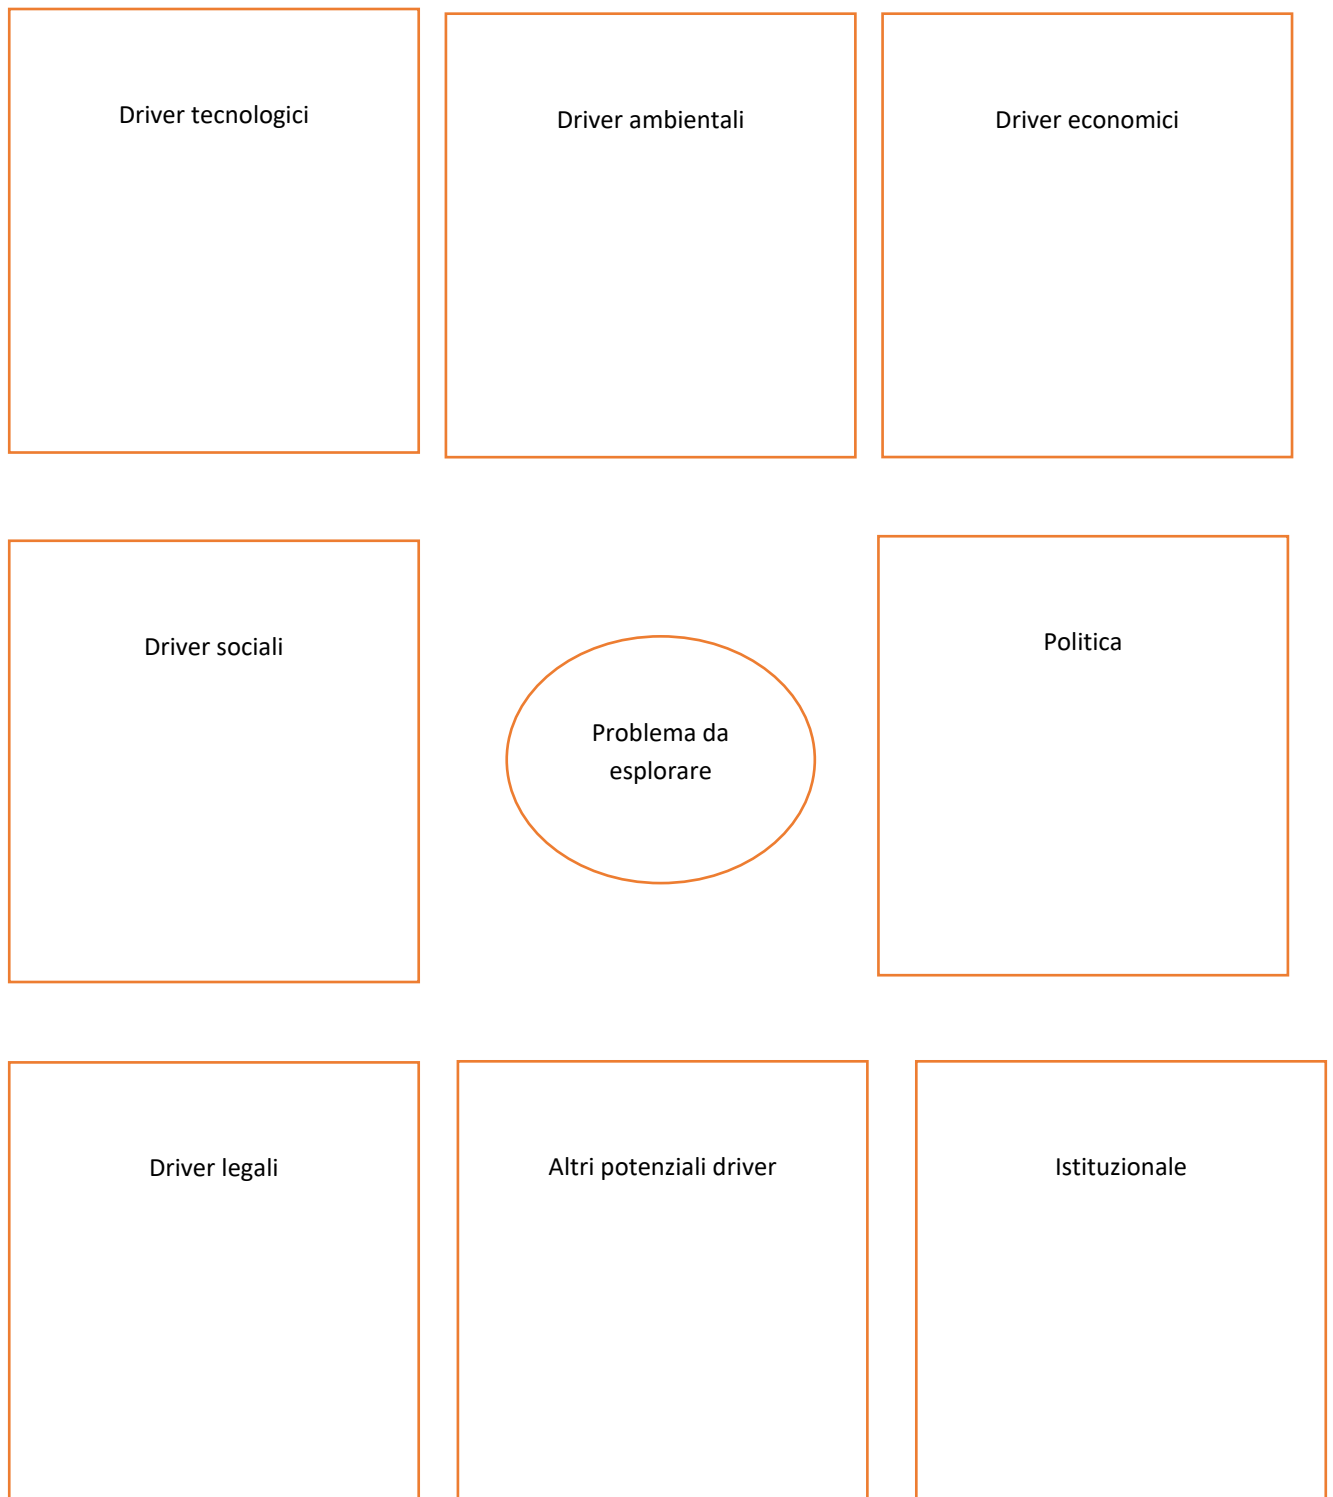 Driver tecnologici
Driver ambientali
Driver economici
Driver sociali
Problema da
esplorare
Politica
Driver legali
Altri potenziali driver
Istituzionale